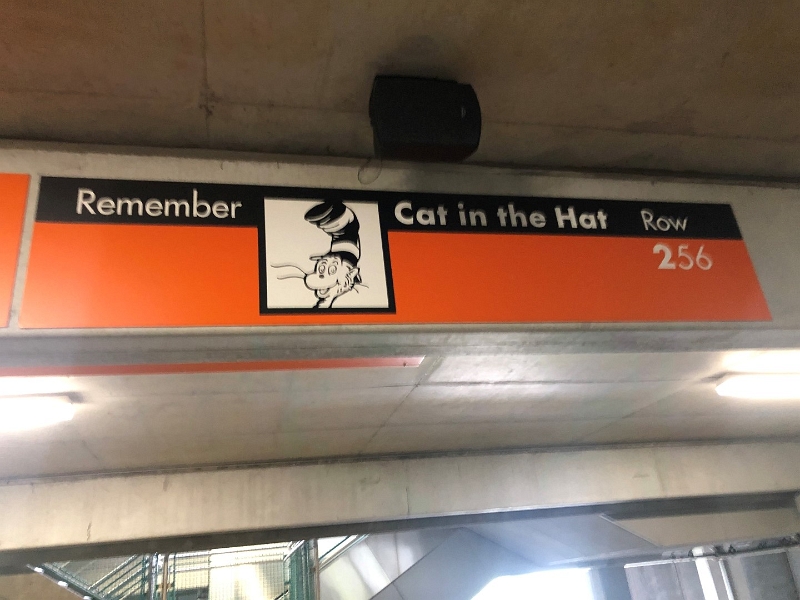 Remember Cat in the Hat Row
256